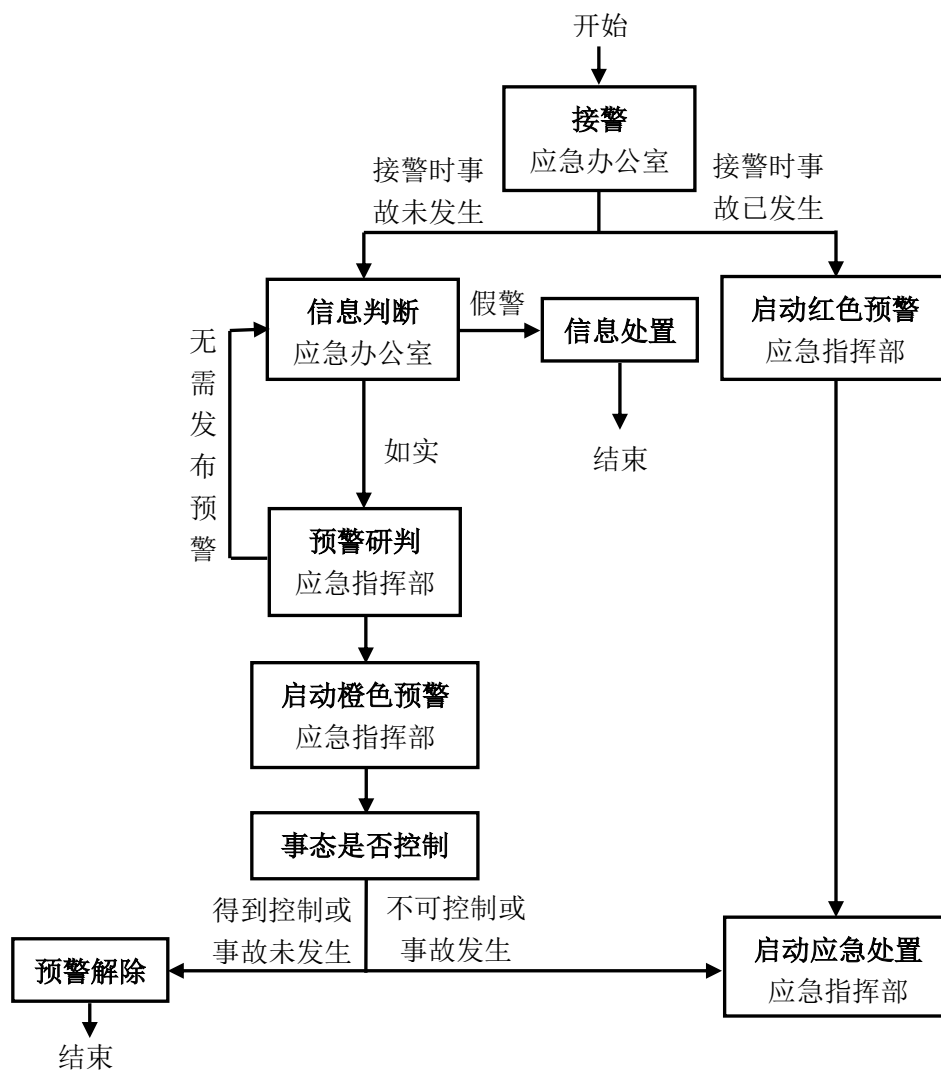 开始
接警
应急办公室
接警时事
故未发生
接警时事
故已发生
信息判断
应急办公室
假警
信息处置
结束
启动红色预警
应急指挥部
无
需
发
布
预
警
如实
预警研判
应急指挥部
启动橙色预警
应急指挥部
事态是否控制
得到控制或
事故未发生
不可控制或
事故发生
预警解除
结束
启动应急处置
应急指挥部